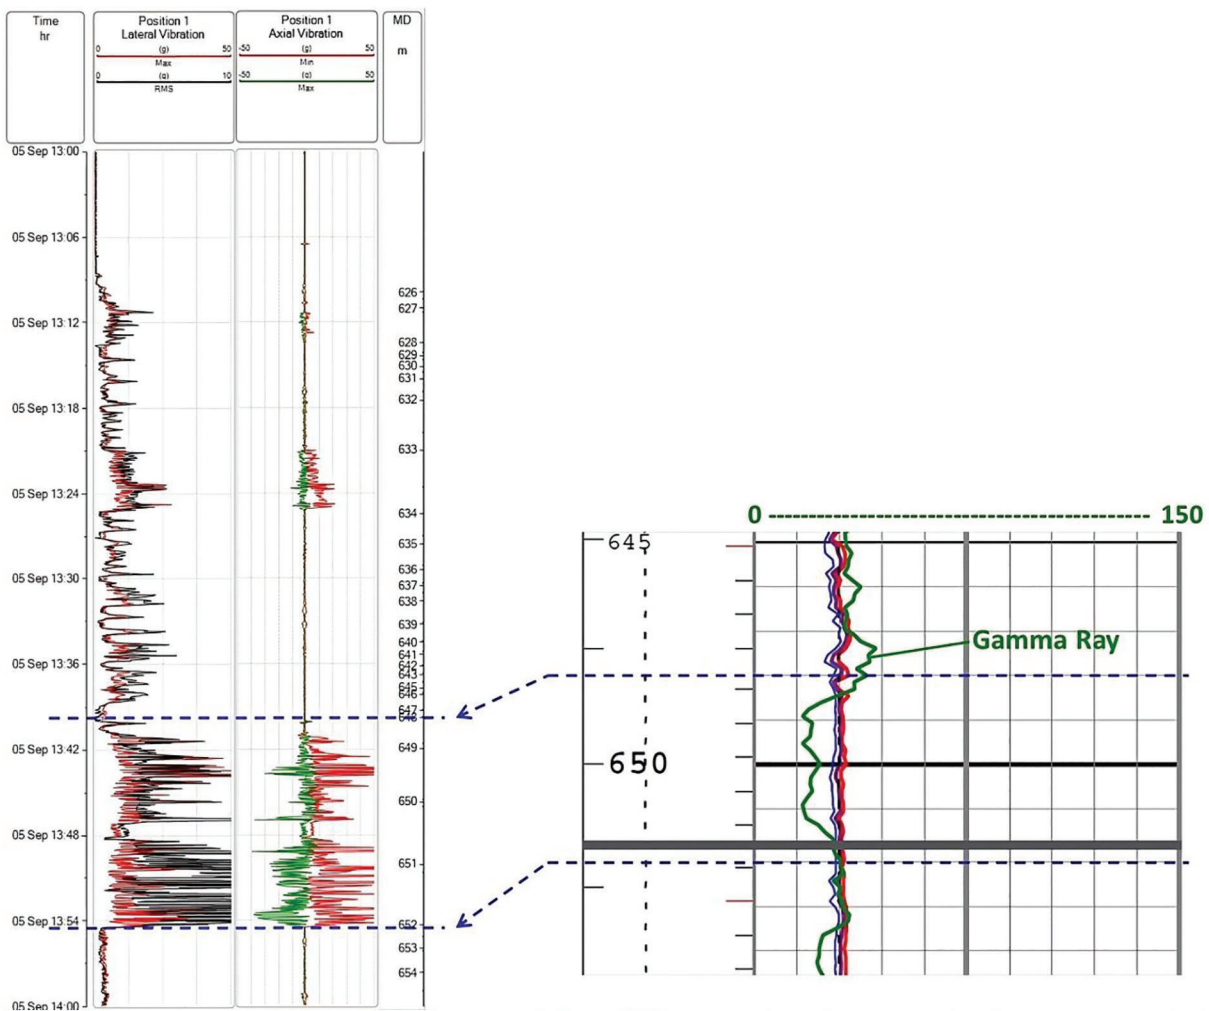 Time
hr
Position 1
Lateral Vibration
0 (g) 50
Max
0 (g) 10
RMS
Position 1
Axial Vibration
-50 (g) 50
Min
-50 (g) 50
Max
MD
m
05 Sep 13:00
05 Sep 13:06
05 Sep 13:12
05 Sep 13:18
05 Sep 13:24
05 Sep 13:30
05 Sep 13:36
05 Sep 13:42
05 Sep 13:48
05 Sep 13:54
05 Sep 14:00
626
627
628
629
630
631
632
633
634
635
636
637
638
639
640
641
642
643
645
647
648
649
650
651
652
653
654
0 ---------------------------------- 150
645
Gamma Ray
650